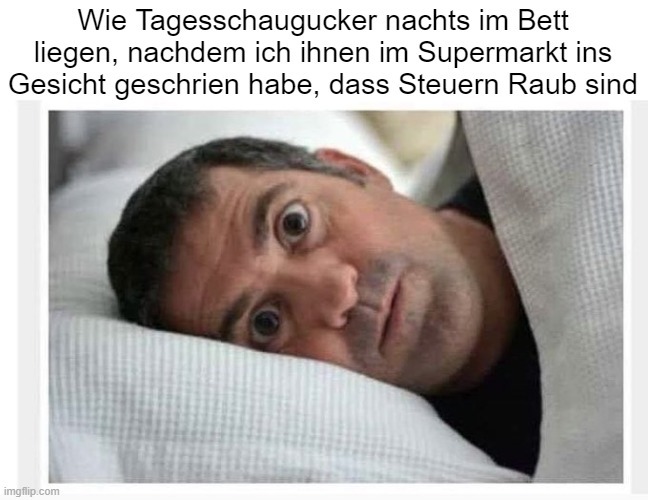 Wie Tagesschaugucker nachts im Bett
liegen, nachdem ich ihnen im Supermarkt ins
Gesicht geschrien habe, dass Steuern Raub sind
imgflip.com